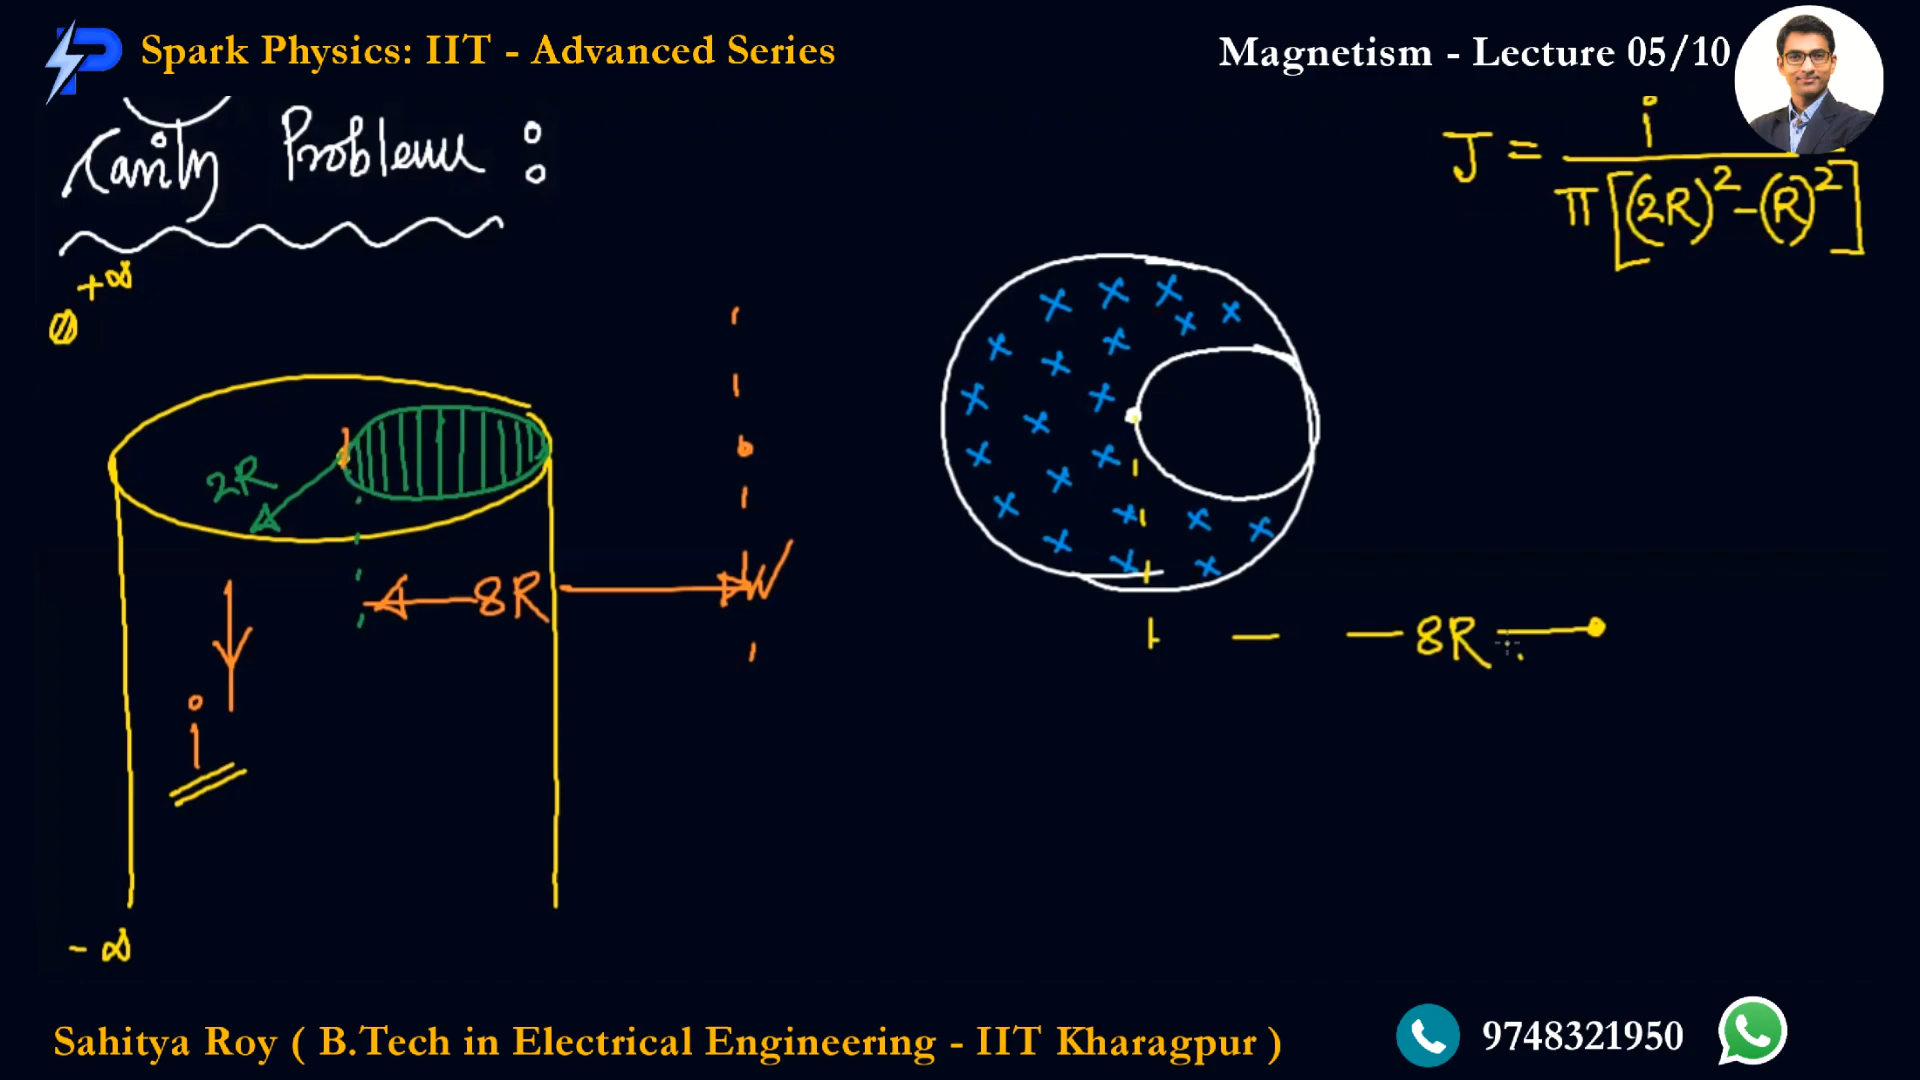 Spark Physics: IIT - Advanced Series
Magnetism - Lecture 05/10
Cavity Problem :
J = i / π[(2R)² - (R)²]
+∞
2R
8R
i
- ∞
8R
Sahitya Roy ( B.Tech in Electrical Engineering - IIT Kharagpur )
9748321950